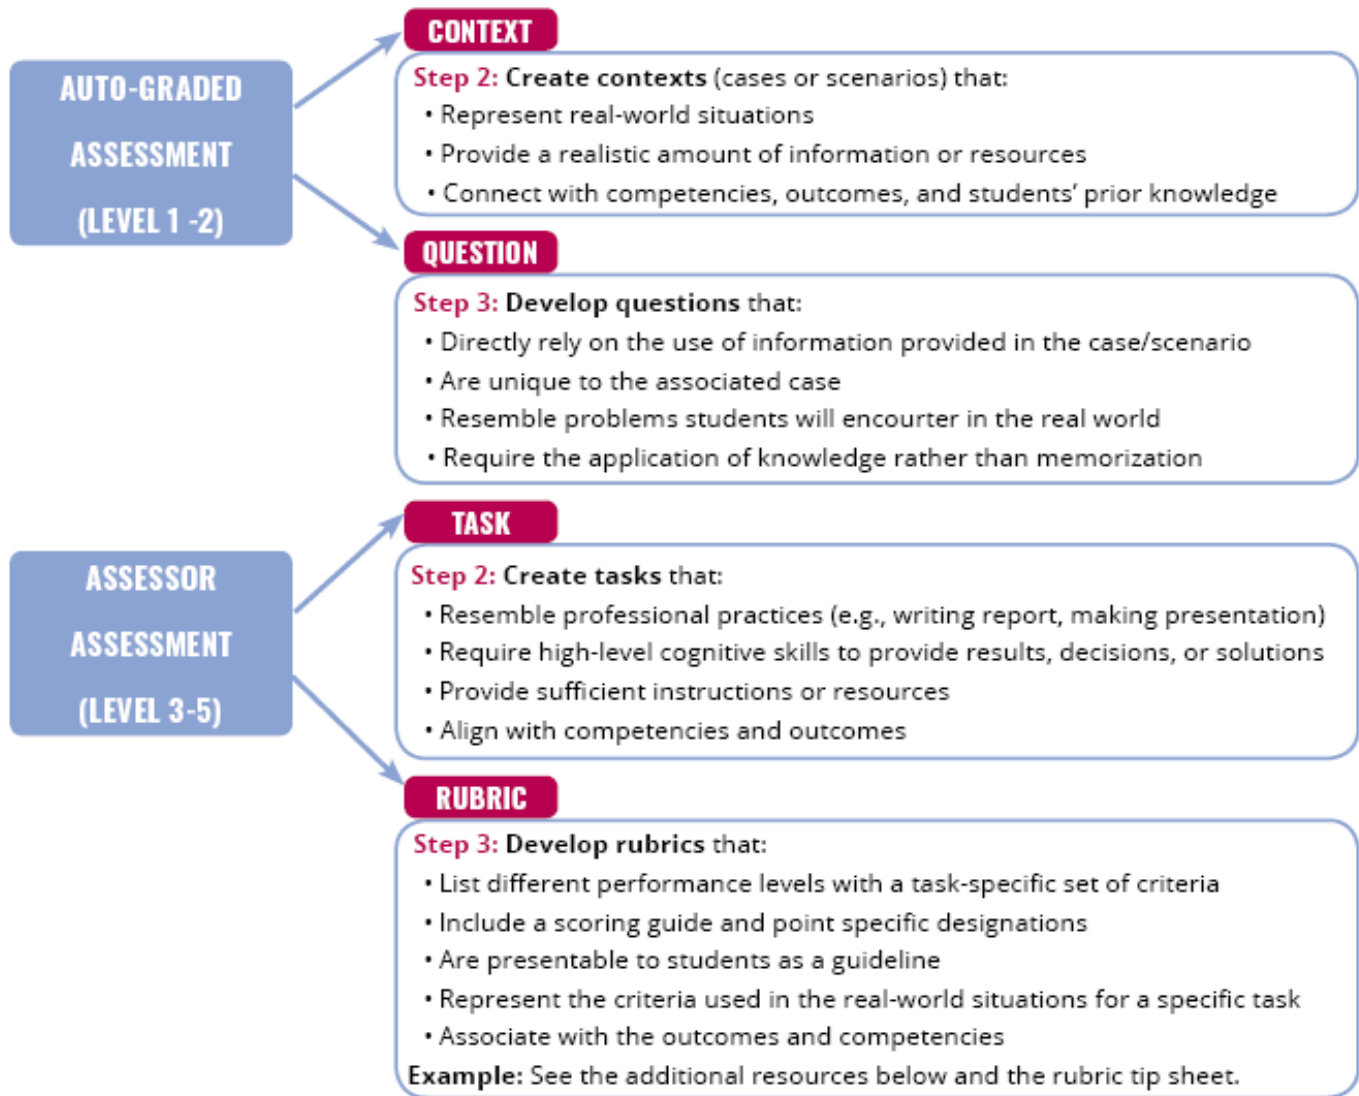 AUTO-GRADED
ASSESSMENT
(LEVEL 1 -2)
CONTEXT
Step 2: Create contexts (cases or scenarios) that:
• Represent real-world situations
• Provide a realistic amount of information or resources
• Connect with competencies, outcomes, and students’ prior knowledge
QUESTION
Step 3: Develop questions that:
• Directly rely on the use of information provided in the case/scenario
• Are unique to the associated case
• Resemble problems students will encourter in the real world
• Require the application of knowledge rather than memorization
ASSESSOR
ASSESSMENT
(LEVEL 3-5)
TASK
Step 2: Create tasks that:
• Resemble professional practices (e.g., writing report, making presentation)
• Require high-level cognitive skills to provide results, decisions, or solutions
• Provide sufficient instructions or resources
• Align with competencies and outcomes
RUBRIC
Step 3: Develop rubrics that:
• List different performance levels with a task-specific set of criteria
• Include a scoring guide and point specific designations
• Are presentable to students as a guideline
• Represent the criteria used in the real-world situations for a specific task
• Associate with the outcomes and competencies
Example: See the additional resources below and the rubric tip sheet.